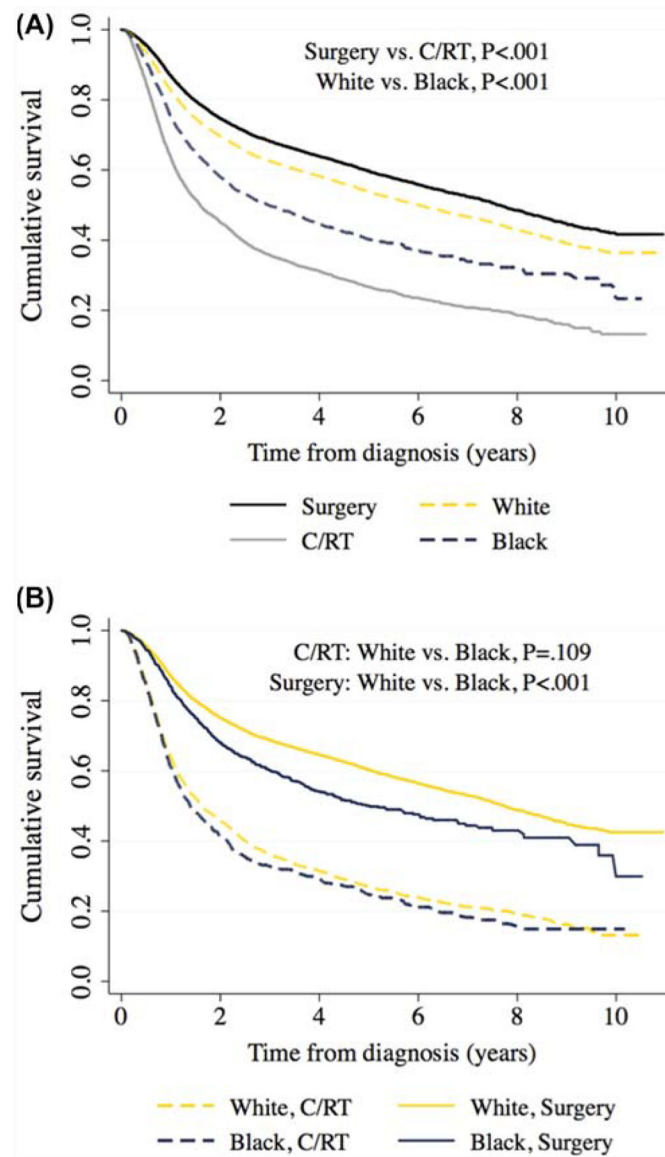 (A)
Surgery vs. C/RT, P<.001
White vs. Black, P<.001
Cumulative survival
1.0
0.8
0.6
0.4
0.2
0.0
0 2 4 6 8 10
Time from diagnosis (years)
Surgery White
C/RT Black
(B)
C/RT: White vs. Black, P=.109
Surgery: White vs. Black, P<.001
Cumulative survival
1.0
0.8
0.6
0.4
0.2
0.0
0 2 4 6 8 10
Time from diagnosis (years)
White, C/RT White, Surgery
Black, C/RT Black, Surgery